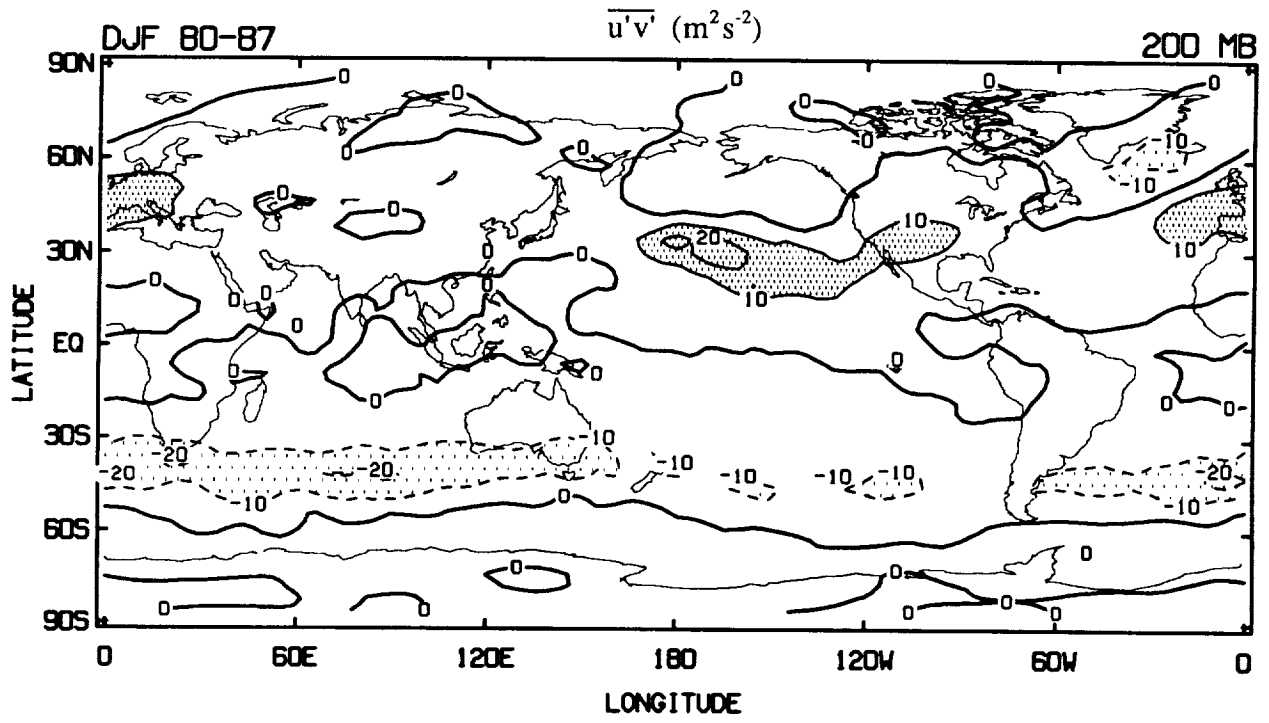 u'v' (m²s⁻²)
DJF 80-87 200 MB
90N
0 0 0 0
0 0
60N 0 0 0 -10
0 -10
0 0 10
30N 0 0 20 10
0 0 0 0 10
LATITUDE
EQ 0 0
0 0 0
0 0 0-
30S -10
-20 -20 -20 -10 -10 -10 -10 -20
-10 0 -10
60S
0 0 0
0 0 0 0 0
90S
0 60E 120E 180 120W 60W 0
LONGITUDE